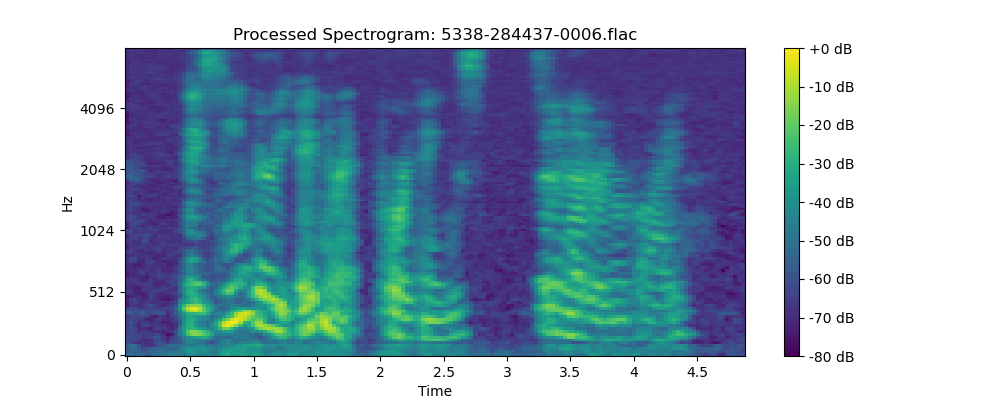 Processed Spectrogram: 5338-284437-0006.flac
+0 dB
-10 dB
-20 dB
-30 dB
-40 dB
-50 dB
-60 dB
-70 dB
-80 dB
4096
2048
1024
512
0
Hz
0 0.5 1 1.5 2 2.5 3 3.5 4 4.5
Time